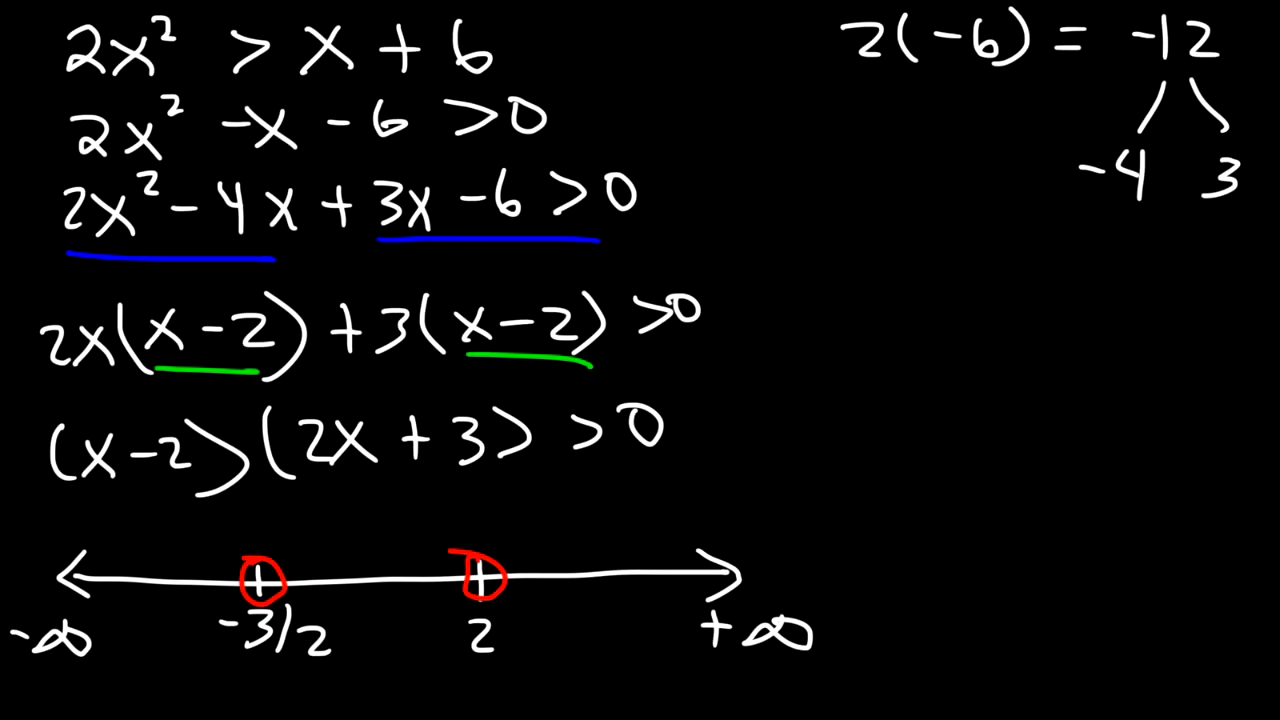 2x² > x + 6
2x² - x - 6 > 0
2x² - 4x + 3x - 6 > 0
2x(x - 2) + 3(x - 2) > 0
(x - 2)(2x + 3) > 0
-∞ -3/2 2 +∞
2(-6) = -12
-4 3